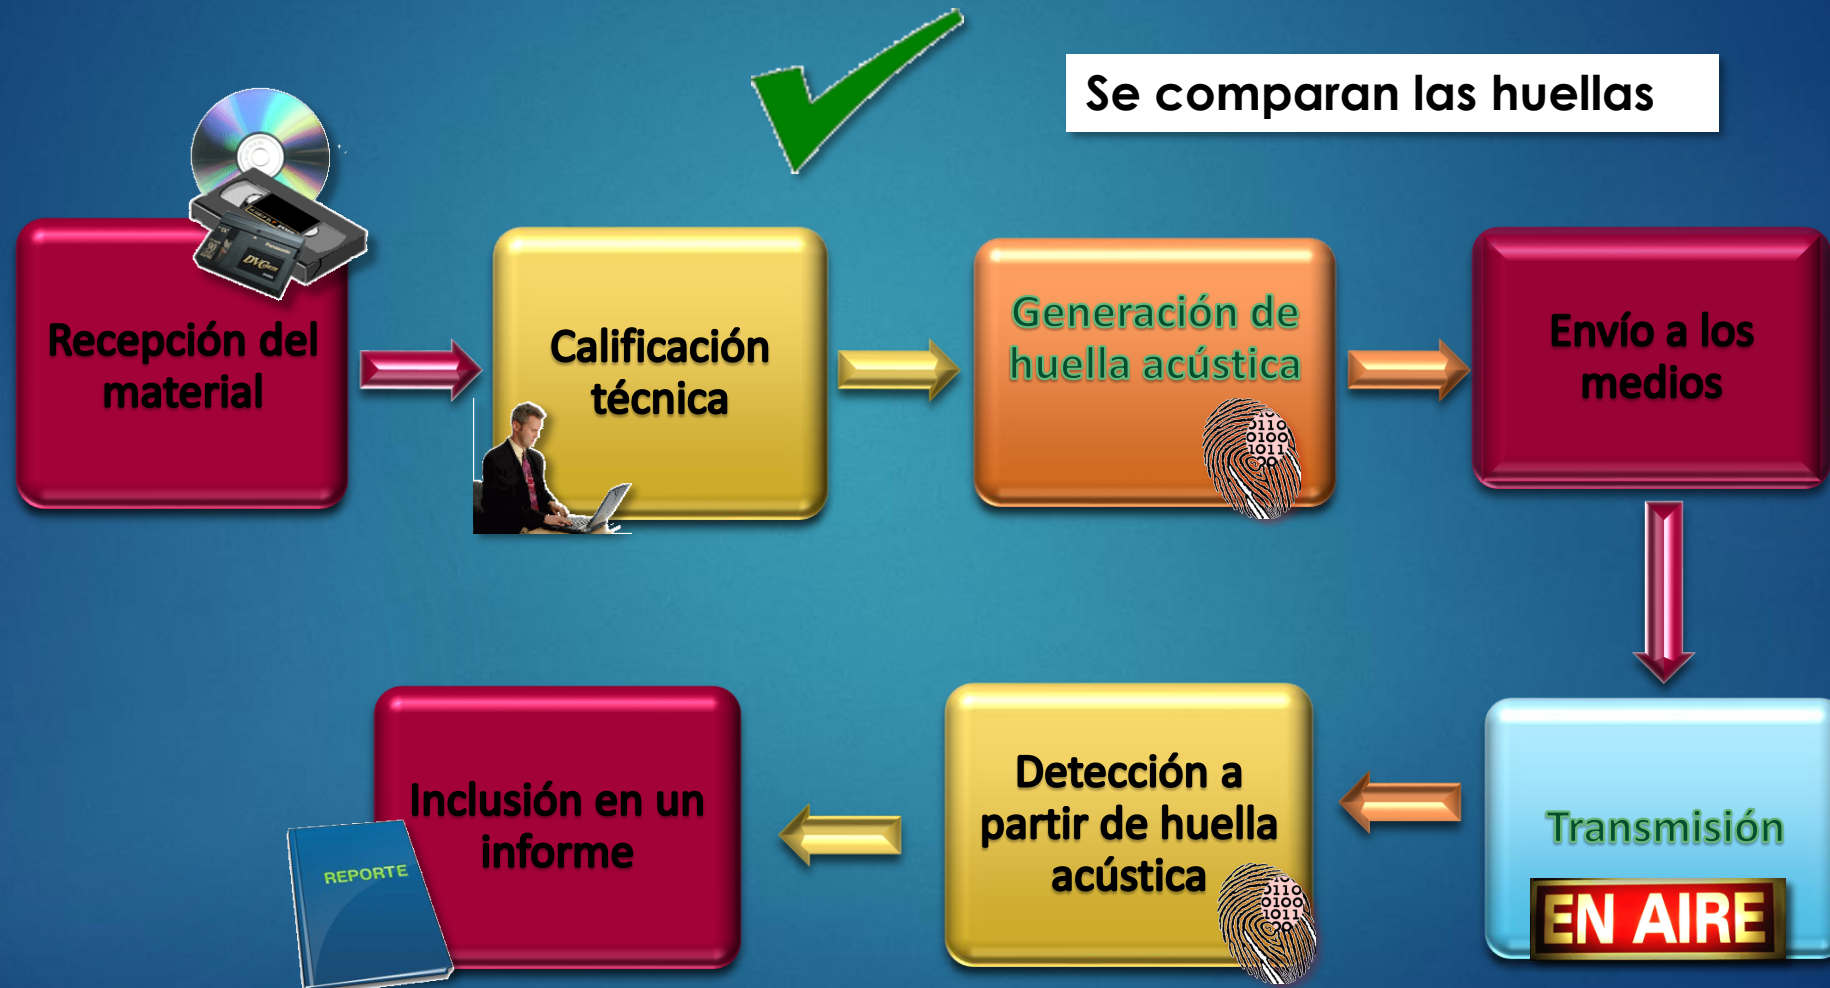 Se comparan las huellas
Recepción del
material
Calificación
técnica
Generación de
huella acústica
Envío a los
medios
Transmisión
EN AIRE
Detección a
partir de huella
acústica
Inclusión en un
informe
REPORTE